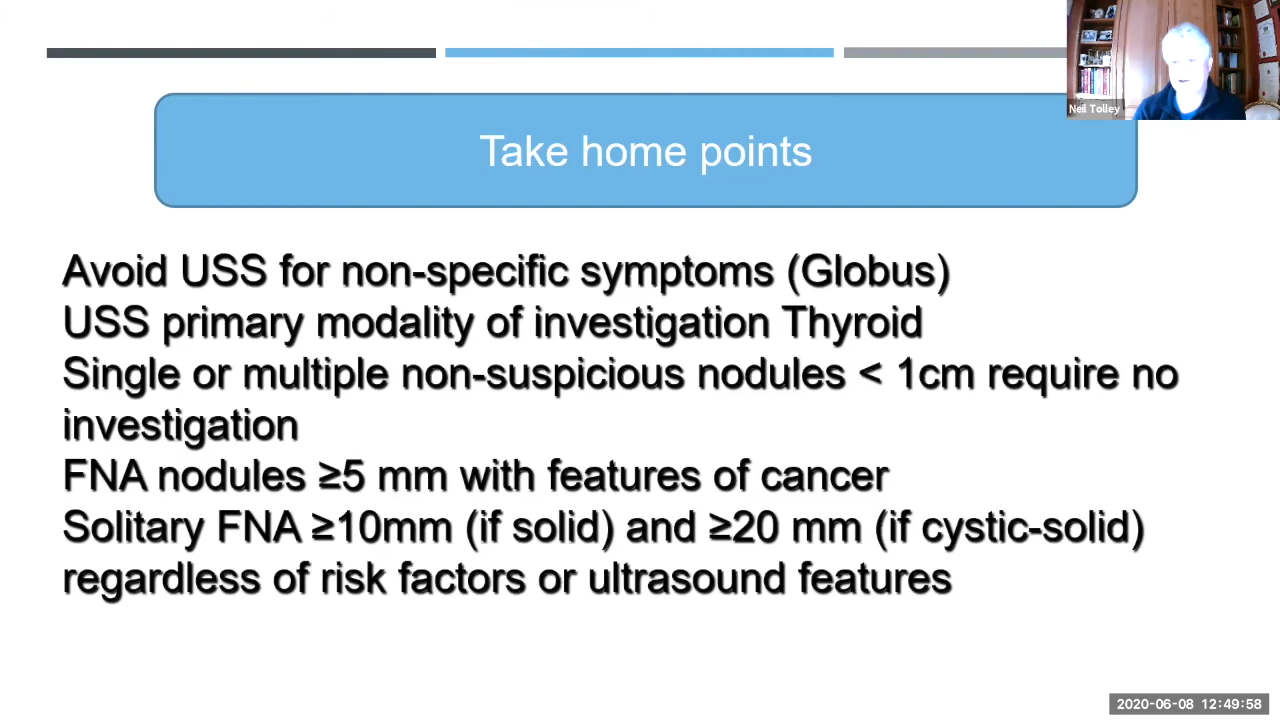 Neil Tolley
Take home points
Avoid USS for non-specific symptoms (Globus)
USS primary modality of investigation Thyroid
Single or multiple non-suspicious nodules < 1cm require no
investigation
FNA nodules ≥5 mm with features of cancer
Solitary FNA ≥10mm (if solid) and ≥20 mm (if cystic-solid)
regardless of risk factors or ultrasound features
2020-06-08 12:49:58